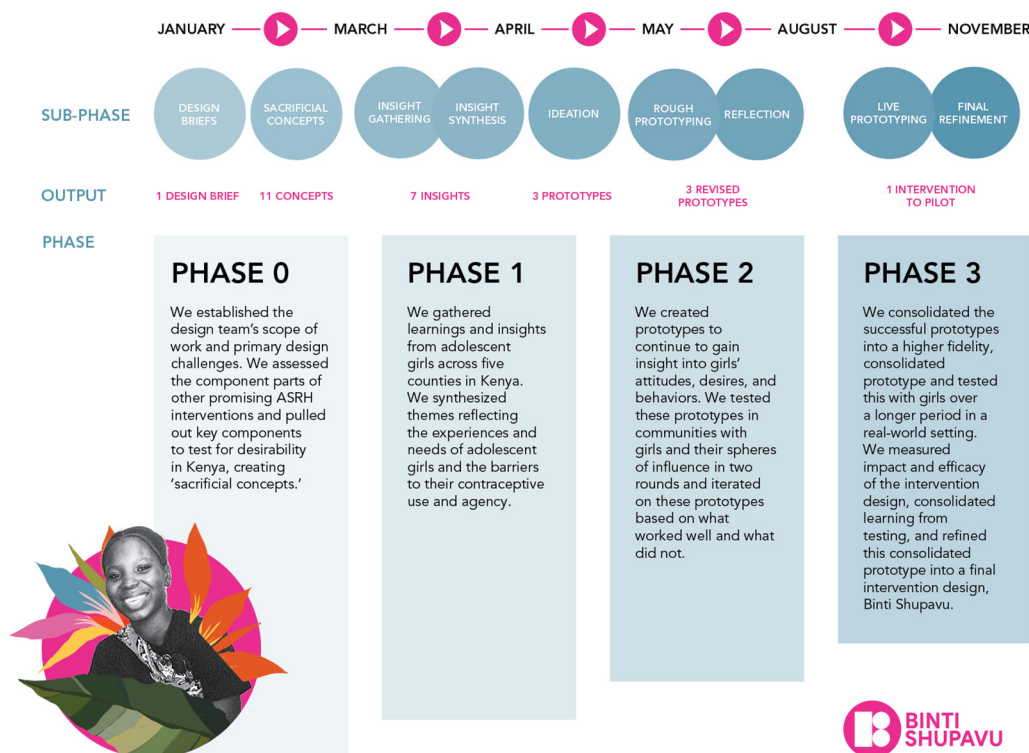 JANUARY MARCH APRIL MAY AUGUST NOVEMBER
SUB-PHASE
DESIGN
BRIEFS
SACRIFICIAL
CONCEPTS
INSIGHT
GATHERING
INSIGHT
SYNTHESIS
IDEATION
ROUGH
PROTOTYPING
REFLECTION
LIVE
PROTOTYPING
FINAL
REFINEMENT
OUTPUT
1 DESIGN BRIEF
11 CONCEPTS
7 INSIGHTS
3 PROTOTYPES
3 REVISED
PROTOTYPES
1 INTERVENTION
TO PILOT
PHASE
PHASE 0
We established the
design team’s scope of
work and primary design
challenges. We assessed
the component parts of
other promising ASRH
interventions and pulled
out key components
to test for desirability
in Kenya, creating
‘sacrificial concepts.’
PHASE 1
We gathered
learnings and insights
from adolescent
girls across five
counties in Kenya.
We synthesized
themes reflecting
the experiences and
needs of adolescent
girls and the barriers
to their contraceptive
use and agency.
PHASE 2
We created
prototypes to
continue to gain
insight into girls’
attitudes, desires, and
behaviors. We tested
these prototypes in
communities with
girls and their spheres
of influence in two
rounds and iterated
on these prototypes
based on what
worked well and what
did not.
PHASE 3
We consolidated the
successful prototypes
into a higher fidelity,
consolidated
prototype and tested
this with girls over
a longer period in a
real-world setting.
We measured
impact and efficacy
of the intervention
design, consolidated
learning from
testing, and refined
this consolidated
prototype into a final
intervention design,
Binti Shupavu.
BINTI
SHUPAVU